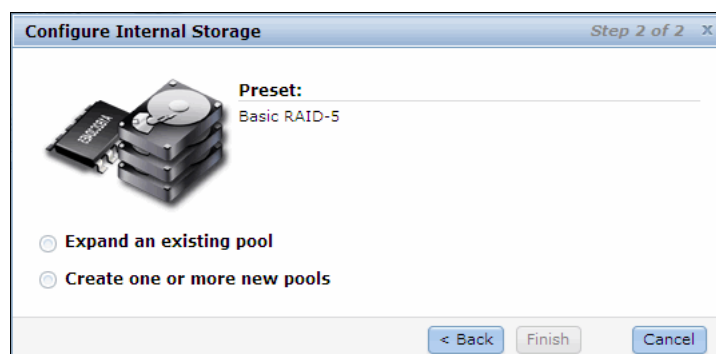 Configure Internal Storage
Step 2 of 2 x
Preset:
Basic RAID-5
Expand an existing pool
Create one or more new pools
< Back
Finish
Cancel